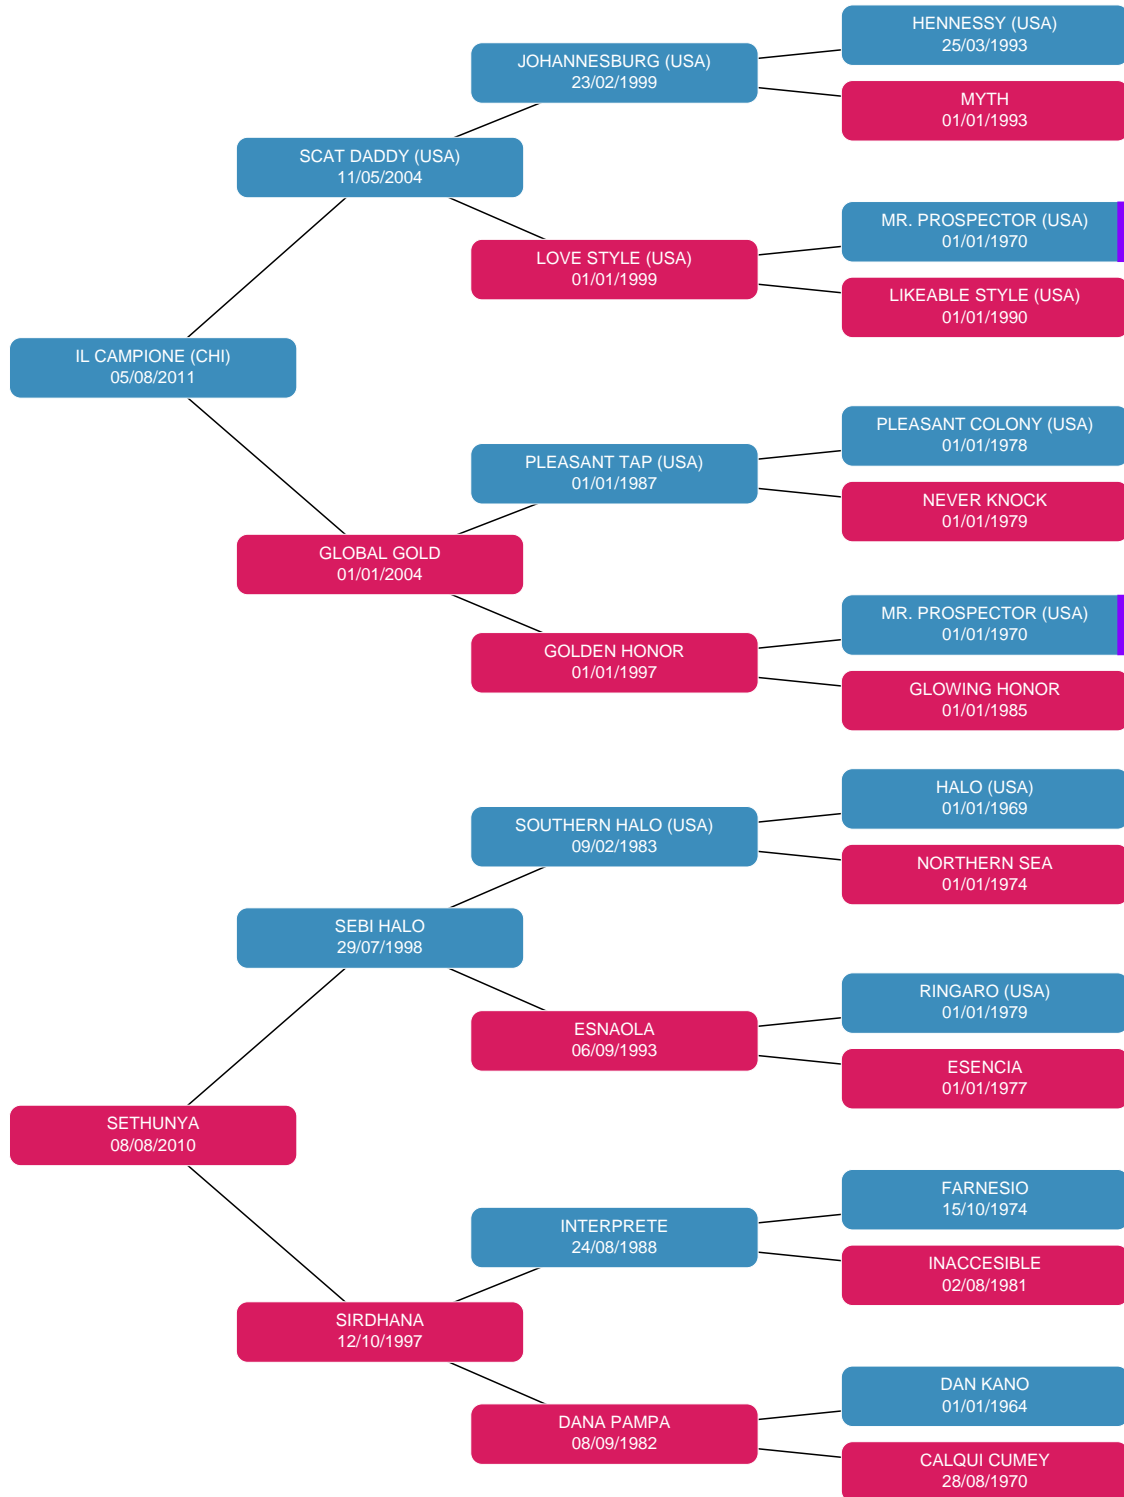 HENNESSY (USA)
25/03/1993
JOHANNESBURG (USA)
23/02/1999
MYTH
01/01/1993
SCAT DADDY (USA)
11/05/2004
MR. PROSPECTOR (USA)
01/01/1970
LOVE STYLE (USA)
01/01/1999
LIKEABLE STYLE (USA)
01/01/1990
IL CAMPIONE (CHI)
05/08/2011
PLEASANT COLONY (USA)
01/01/1978
PLEASANT TAP (USA)
01/01/1987
NEVER KNOCK
01/01/1979
GLOBAL GOLD
01/01/2004
MR. PROSPECTOR (USA)
01/01/1970
GOLDEN HONOR
01/01/1997
GLOWING HONOR
01/01/1985
HALO (USA)
01/01/1969
SOUTHERN HALO (USA)
09/02/1983
NORTHERN SEA
01/01/1974
SEBI HALO
29/07/1998
RINGARO (USA)
01/01/1979
ESNAOLA
06/09/1993
ESENCIA
01/01/1977
SETHUNYA
08/08/2010
FARNESIO
15/10/1974
INTERPRETE
24/08/1988
INACCESIBLE
02/08/1981
SIRDHANA
12/10/1997
DAN KANO
01/01/1964
DANA PAMPA
08/09/1982
CALQUI CUMEY
28/08/1970